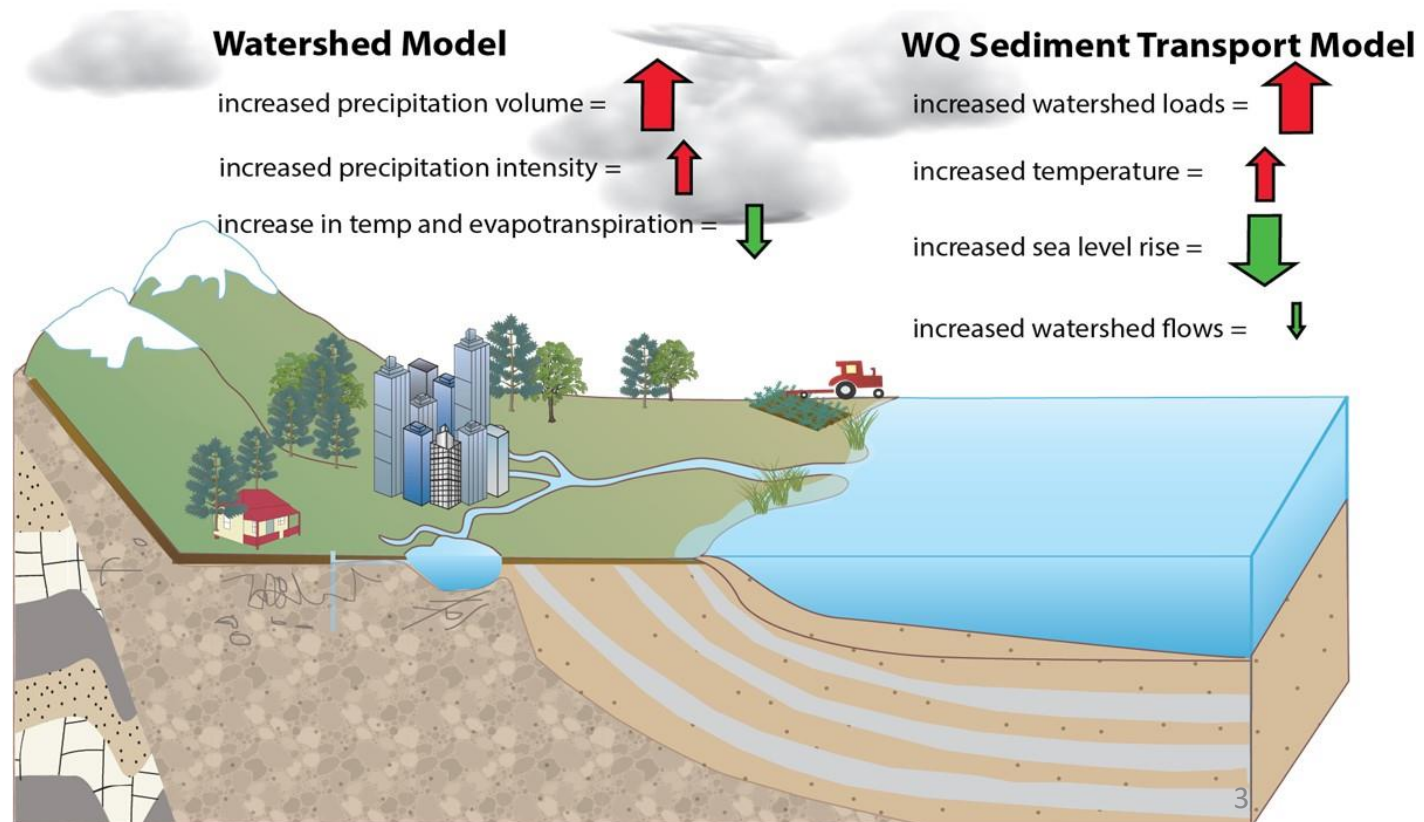 Watershed Model
increased precipitation volume =
increased precipitation intensity =
increase in temp and evapotranspiration =
WQ Sediment Transport Model
increased watershed loads =
increased temperature =
increased sea level rise =
increased watershed flows =
3